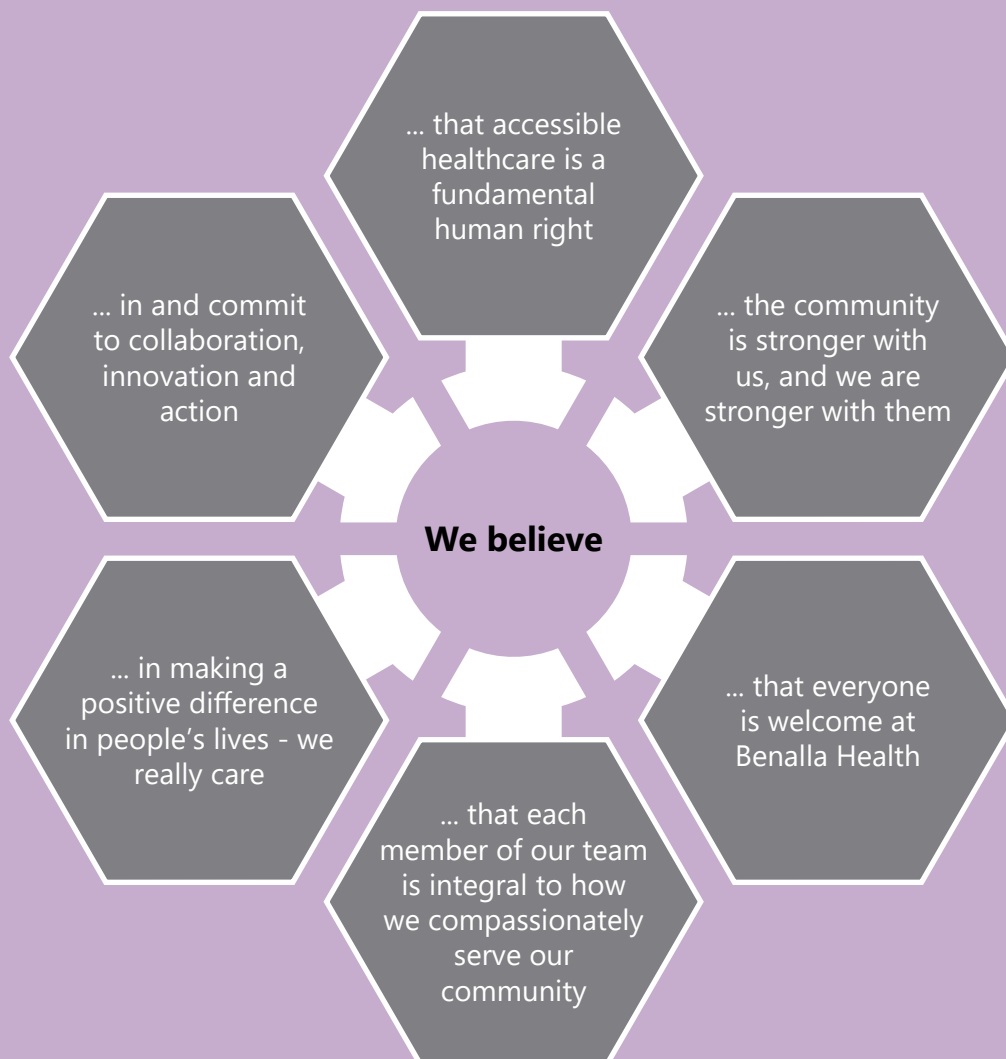 ... that accessible
healthcare is a
fundamental
human right
... in and commit
to collaboration,
innovation and
action
... the community
is stronger with
us, and we are
stronger with them
We believe
... in making a
positive difference
in people’s lives - we
really care
... that everyone
is welcome at
Benalla Health
... that each
member of our team
is integral to how
we compassionately
serve our
community